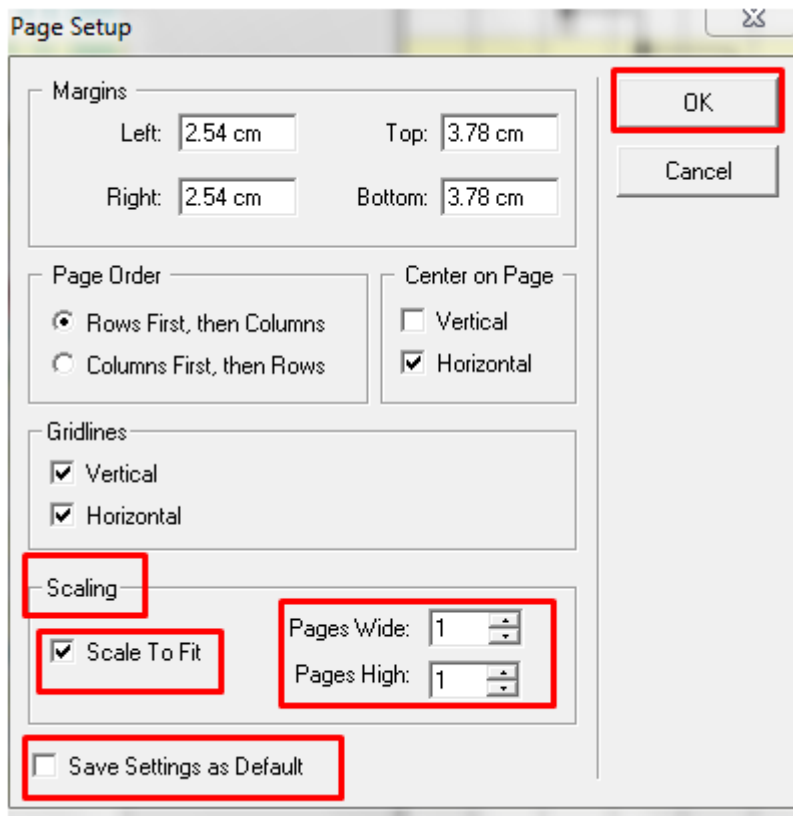 Page Setup
Margins
Left: 2.54 cm Top: 3.78 cm
Right: 2.54 cm Bottom: 3.78 cm
OK
Cancel
Page Order
Rows First, then Columns
Columns First, then Rows
Center on Page
Vertical
Horizontal
Gridlines
Vertical
Horizontal
Scaling
Scale To Fit
Pages Wide: 1
Pages High: 1
Save Settings as Default